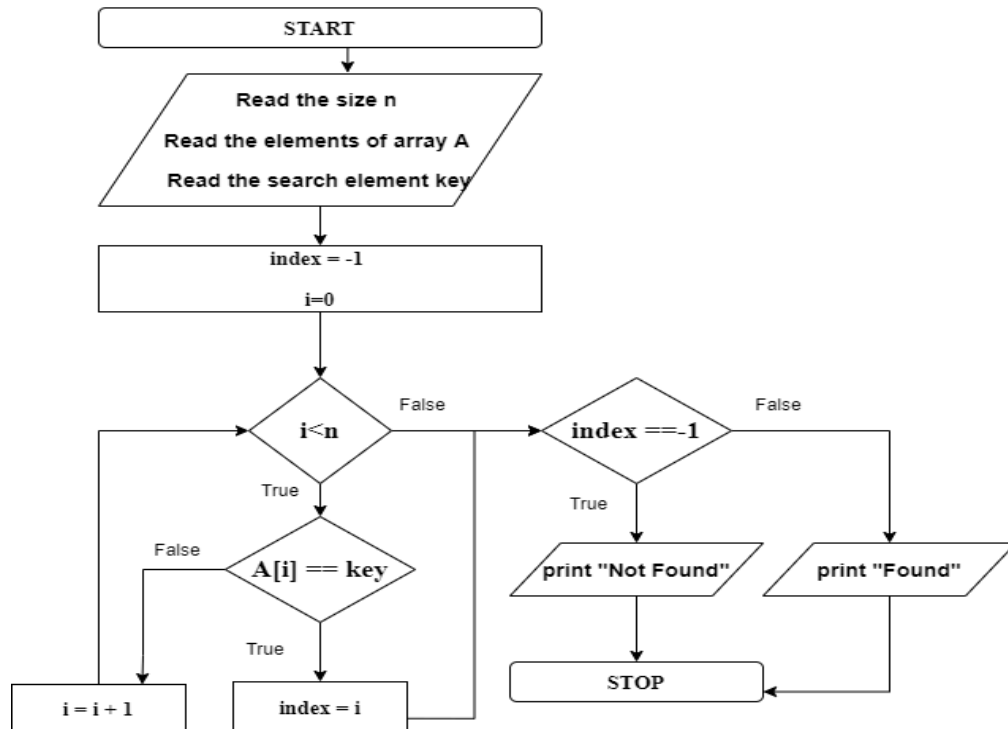 START
Read the size n
Read the elements of array A
Read the search element key
index = -1
i=0
i<n
False
True
A[i] == key
False
True
i = i + 1
index = i
index ==-1
False
True
print "Not Found"
print "Found"
STOP